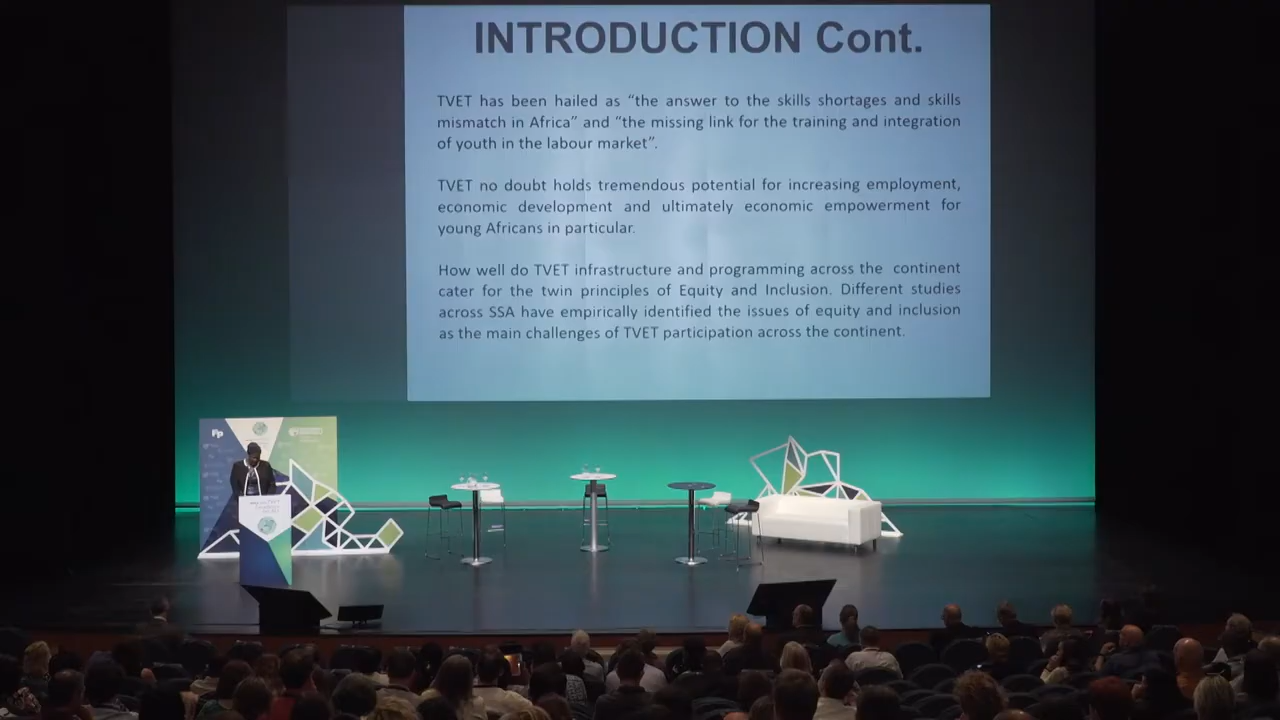 INTRODUCTION Cont.
TVET has been hailed as “the answer to the skills shortages and skills
mismatch in Africa” and “the missing link for the training and integration
of youth in the labour market”.
TVET no doubt holds tremendous potential for increasing employment,
economic development and ultimately economic empowerment for
young Africans in particular.
How well do TVET infrastructure and programming across the continent
cater for the twin principles of Equity and Inclusion. Different studies
across SSA have empirically identified the issues of equity and inclusion
as the main challenges of TVET participation across the continent.